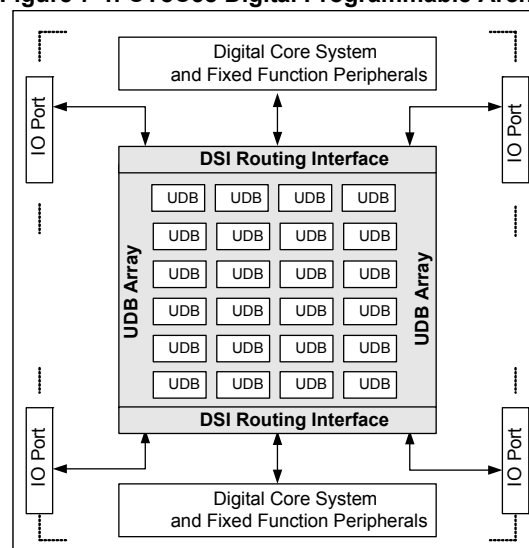 Digital Programmable
Digital Core System
and Fixed Function Peripherals
IO Port
IO Port
DSI Routing Interface
UDB UDB UDB UDB
UDB UDB UDB UDB
UDB UDB UDB UDB
UDB Array
UDB Array
UDB UDB UDB UDB
UDB UDB UDB UDB
UDB UDB UDB UDB
DSI Routing Interface
IO Port
IO Port
Digital Core System
and Fixed Function Peripherals